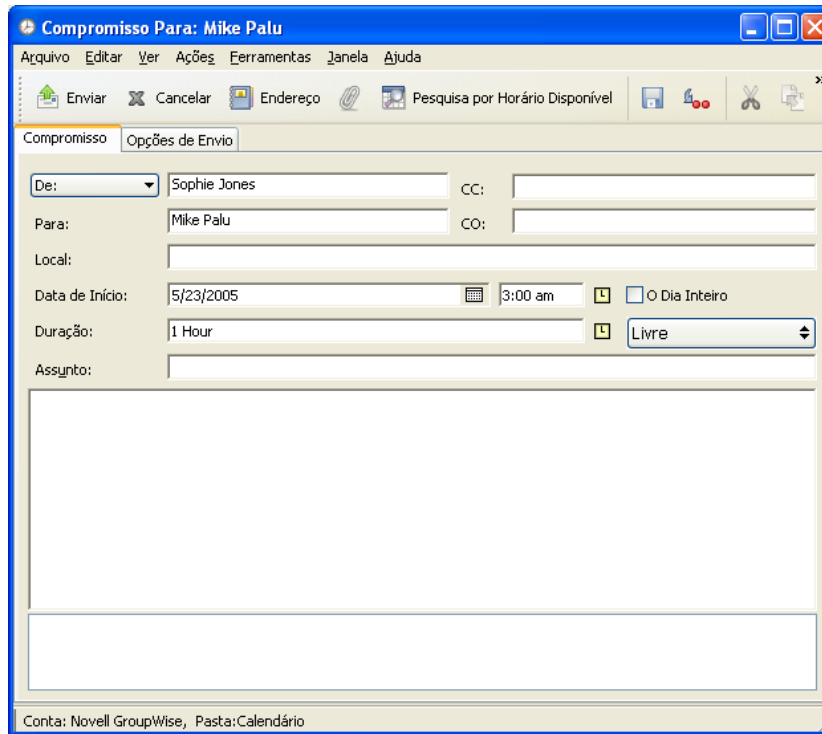 Compromisso Para: Mike Palu
Arquivo Editar Ver Ações Ferramentas Janela Ajuda
Enviar Cancelar Endereço Pesquisa por Horário Disponível »
Compromisso Opções de Envio
De: Sophie Jones CC:
Para: Mike Palu CO:
Local:
Data de Início: 5/23/2005 3:00 am O Dia Inteiro
Duração: 1 Hour Livre
Assunto:
Conta: Novell GroupWise, Pasta:Calendário